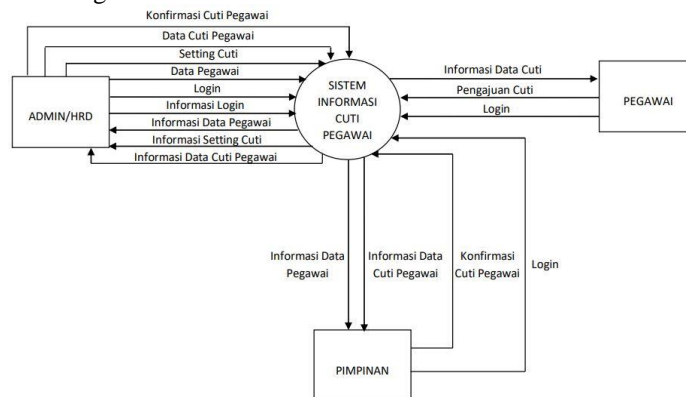 Konfirmasi Cuti Pegawai
Data Cuti Pegawai
Setting Cuti
Data Pegawai
Login
Informasi Login
Informasi Data Pegawai
Informasi Setting Cuti
Informasi Data Cuti Pegawai
ADMIN/HRD
SISTEM
INFORMASI
CUTI
PEGAWAI
Informasi Data Cuti
Pengajuan Cuti
Login
PEGAWAI
Informasi Data
Pegawai
Informasi Data
Cuti Pegawai
Konfirmasi
Cuti Pegawai
Login
PIMPINAN